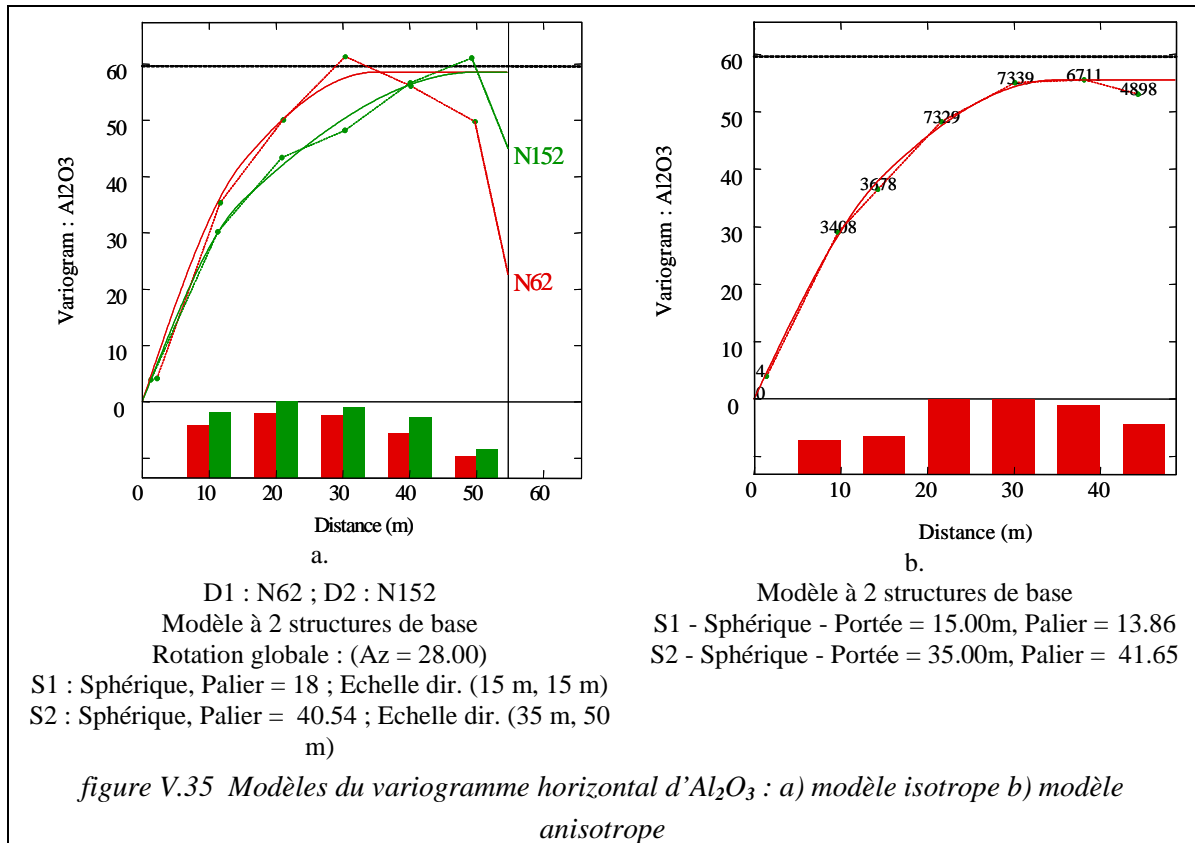 60
50
40
30
20
10
0
Variogram : Al2O3
N152
N62
0 10 20 30 40 50 60
Distance (m)
a.
D1 : N62 ; D2 : N152
Modèle à 2 structures de base
Rotation globale : (Az = 28.00)
S1 : Sphérique, Palier = 18 ; Echelle dir. (15 m, 15 m)
S2 : Sphérique, Palier = 40.54 ; Echelle dir. (35 m, 50
m)
60
50
40
30
20
10
0
Variogram : Al2O3
4
3408
3678
7329
7339
6711
4898
0 10 20 30 40
Distance (m)
b.
Modèle à 2 structures de base
S1 - Sphérique - Portée = 15.00m, Palier = 13.86
S2 - Sphérique - Portée = 35.00m, Palier = 41.65
figure V.35 Modèles du variogramme horizontal d’Al₂O₃ : a) modèle isotrope b) modèle
anisotrope